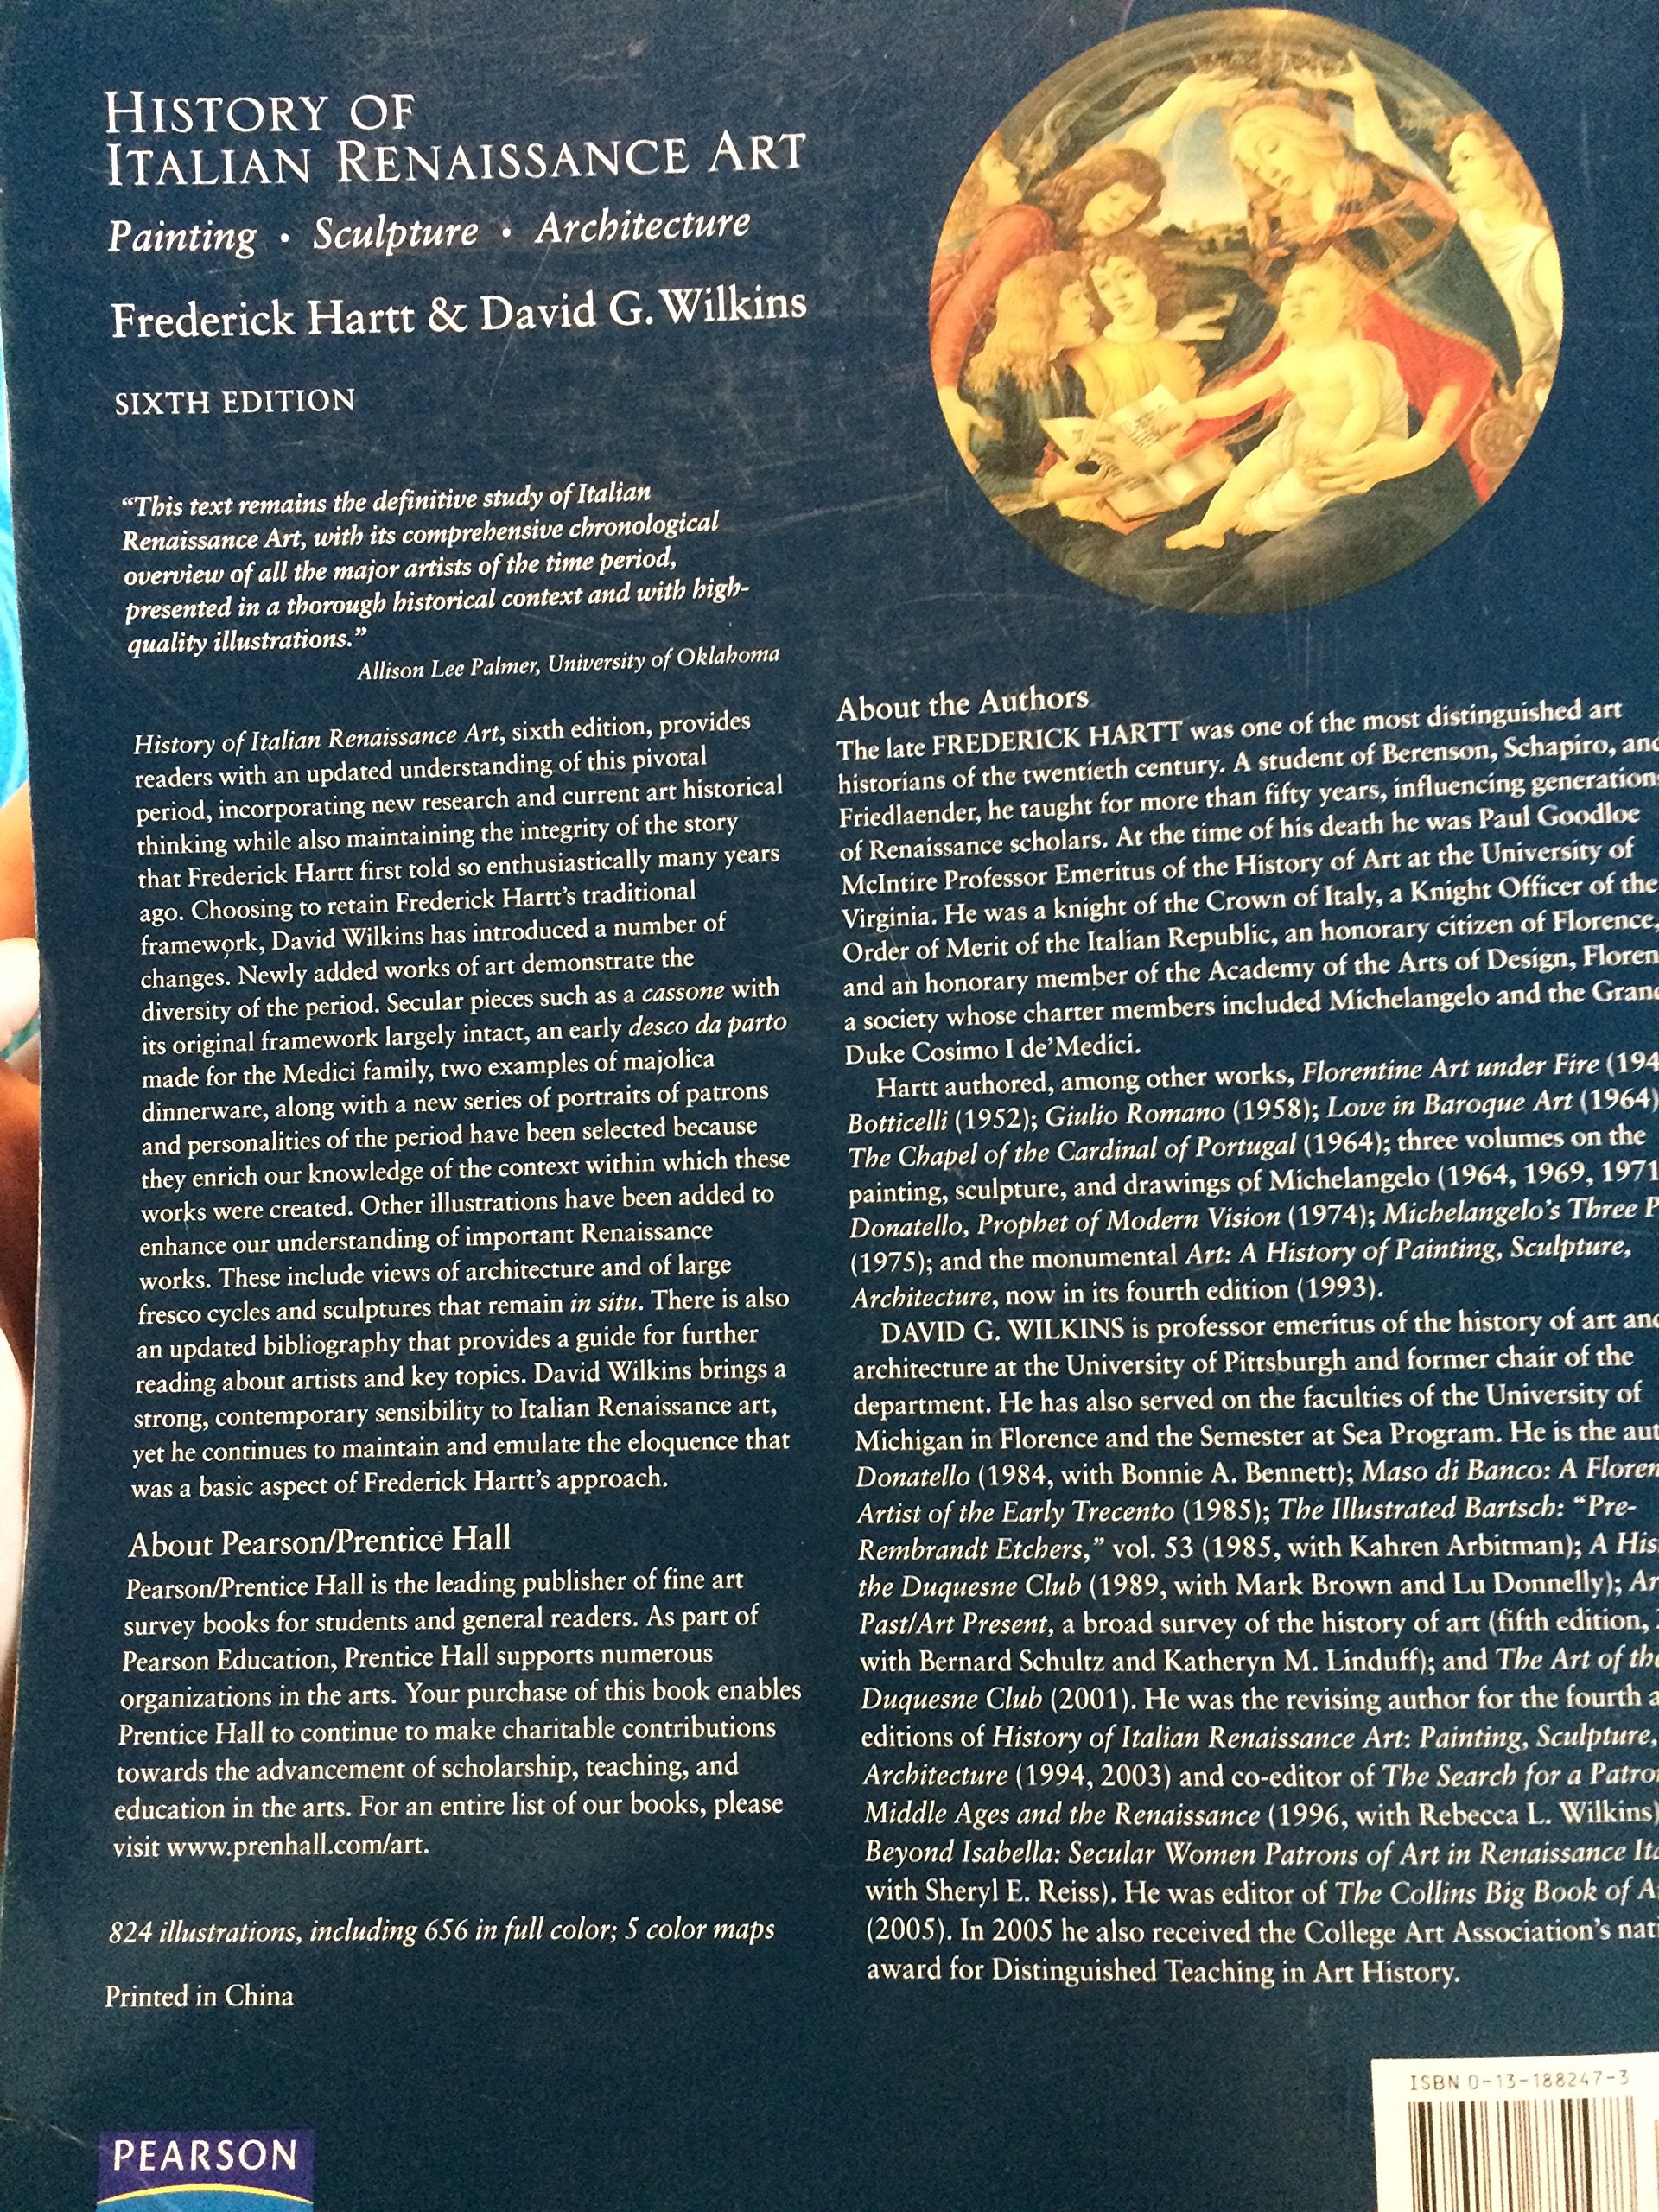 HISTORY OF
ITALIAN RENAISSANCE ART
Painting • Sculpture • Architecture
Frederick Hartt & David G. Wilkins
SIXTH EDITION
“This text remains the definitive study of Italian
Renaissance Art, with its comprehensive chronological
overview of all the major artists of the time period,
presented in a thorough historical context and with high-
quality illustrations.”
Allison Lee Palmer, University of Oklahoma
History of Italian Renaissance Art, sixth edition, provides
readers with an updated understanding of this pivotal
period, incorporating new research and current art historical
thinking while also maintaining the integrity of the story
that Frederick Hartt first told so enthusiastically many years
ago. Choosing to retain Frederick Hartt’s traditional
framework, David Wilkins has introduced a number of
changes. Newly added works of art demonstrate the
diversity of the period. Secular pieces such as a cassone with
its original framework largely intact, an early desco da parto
made for the Medici family, two examples of majolica
dinnerware, along with a new series of portraits of patrons
and personalities of the period have been selected because
they enrich our knowledge of the context within which these
works were created. Other illustrations have been added to
enhance our understanding of important Renaissance
works. These include views of architecture and of large
fresco cycles and sculptures that remain in situ. There is also
an updated bibliography that provides a guide for further
reading about artists and key topics. David Wilkins brings a
strong, contemporary sensibility to Italian Renaissance art,
yet he continues to maintain and emulate the eloquence that
was a basic aspect of Frederick Hartt’s approach.
About Pearson/Prentice Hall
Pearson/Prentice Hall is the leading publisher of fine art
survey books for students and general readers. As part of
Pearson Education, Prentice Hall supports numerous
organizations in the arts. Your purchase of this book enables
Prentice Hall to continue to make charitable contributions
towards the advancement of scholarship, teaching, and
education in the arts. For an entire list of our books, please
visit www.prenhall.com/art.
824 illustrations, including 656 in full color; 5 color maps
Printed in China
PEARSON
About the Authors
The late FREDERICK HARTT was one of the most distinguished art
historians of the twentieth century. A student of Berenson, Schapiro, and
Friedlaender, he taught for more than fifty years, influencing generation
of Renaissance scholars. At the time of his death he was Paul Goodloe
McIntire Professor Emeritus of the History of Art at the University of
Virginia. He was a knight of the Crown of Italy, a Knight Officer of the
Order of Merit of the Italian Republic, an honorary citizen of Florence,
and an honorary member of the Academy of the Arts of Design, Floren
a society whose charter members included Michelangelo and the Grand
Duke Cosimo I de’Medici.
Hartt authored, among other works, Florentine Art under Fire (194
Botticelli (1952); Giulio Romano (1958); Love in Baroque Art (1964)
The Chapel of the Cardinal of Portugal (1964); three volumes on the
painting, sculpture, and drawings of Michelangelo (1964, 1969, 1971
Donatello, Prophet of Modern Vision (1974); Michelangelo’s Three P
(1975); and the monumental Art: A History of Painting, Sculpture,
Architecture, now in its fourth edition (1993).
DAVID G. WILKINS is professor emeritus of the history of art and
architecture at the University of Pittsburgh and former chair of the
department. He has also served on the faculties of the University of
Michigan in Florence and the Semester at Sea Program. He is the aut
Donatello (1984, with Bonnie A. Bennett); Maso di Banco: A Floren
Artist of the Early Trecento (1985); The Illustrated Bartsch: “Pre-
Rembrandt Etchers,” vol. 53 (1985, with Kahren Arbitman); A His
the Duquesne Club (1989, with Mark Brown and Lu Donnelly); Ar
Past/Art Present, a broad survey of the history of art (fifth edition,
with Bernard Schultz and Katheryn M. Linduff); and The Art of the
Duquesne Club (2001). He was the revising author for the fourth a
editions of History of Italian Renaissance Art: Painting, Sculpture,
Architecture (1994, 2003) and co-editor of The Search for a Patron
Middle Ages and the Renaissance (1996, with Rebecca L. Wilkins)
Beyond Isabella: Secular Women Patrons of Art in Renaissance Ita
with Sheryl E. Reiss). He was editor of The Collins Big Book of A
(2005). In 2005 he also received the College Art Association’s nati
award for Distinguished Teaching in Art History.
ISBN 0-13-188247-3